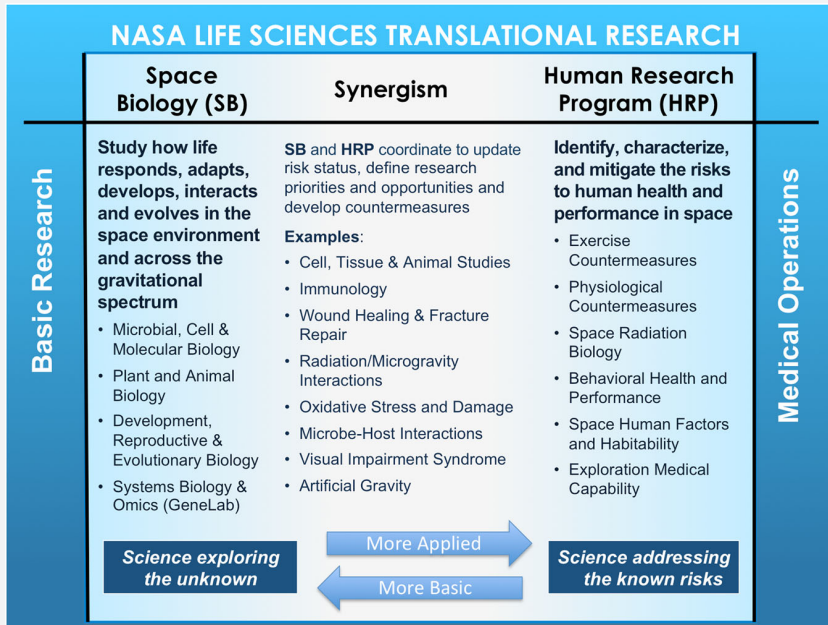 NASA LIFE SCIENCES TRANSLATIONAL RESEARCH
Basic Research
Space
Biology (SB)
Study how life
responds, adapts,
develops, interacts
and evolves in the
space environment
and across the
gravitational
spectrum
• Microbial, Cell &
Molecular Biology
• Plant and Animal
Biology
• Development,
Reproductive &
Evolutionary Biology
• Systems Biology &
Omics (GeneLab)
Science exploring
the unknown
Synergism
SB and HRP coordinate to update
risk status, define research
priorities and opportunities and
develop countermeasures
Examples:
• Cell, Tissue & Animal Studies
• Immunology
• Wound Healing & Fracture
Repair
• Radiation/Microgravity
Interactions
• Oxidative Stress and Damage
• Microbe-Host Interactions
• Visual Impairment Syndrome
• Artificial Gravity
More Applied
More Basic
Human Research
Program (HRP)
Identify, characterize,
and mitigate the risks
to human health and
performance in space
• Exercise
Countermeasures
• Physiological
Countermeasures
• Space Radiation
Biology
• Behavioral Health and
Performance
• Space Human Factors
and Habitability
• Exploration Medical
Capability
Science addressing
the known risks
Medical Operations